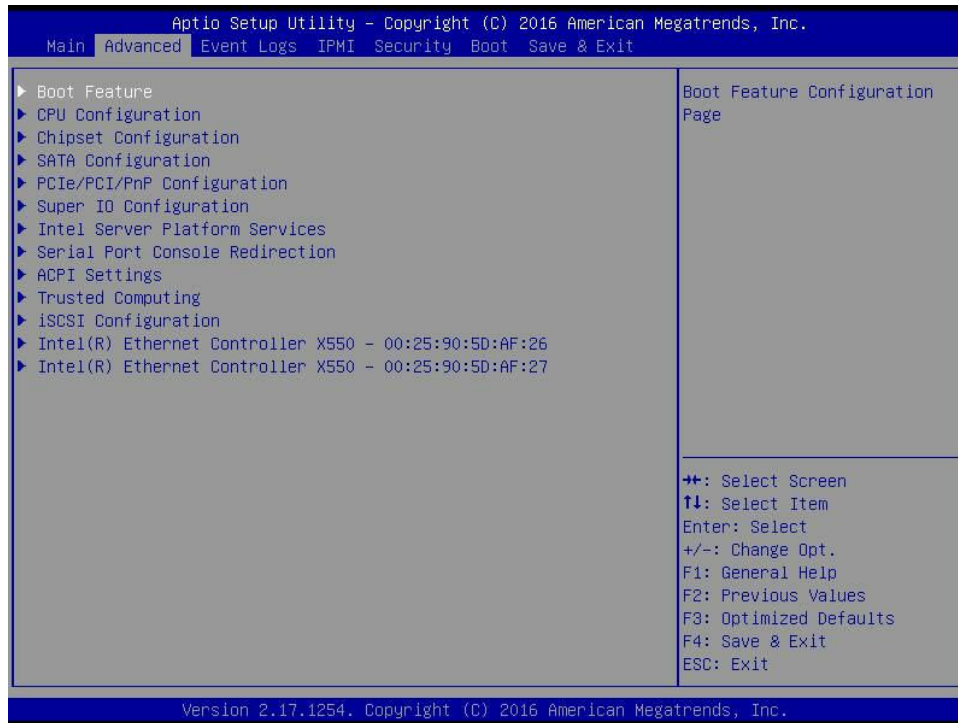 Aptio Setup Utility – Copyright (C) 2016 American Megatrends, Inc.
Main Advanced Event Logs IPMI Security Boot Save & Exit
▶ Boot Feature
▶ CPU Configuration
▶ Chipset Configuration
▶ SATA Configuration
▶ PCIe/PCI/PnP Configuration
▶ Super IO Configuration
▶ Intel Server Platform Services
▶ Serial Port Console Redirection
▶ ACPI Settings
▶ Trusted Computing
▶ iSCSI Configuration
▶ Intel(R) Ethernet Controller X550 – 00:25:90:5D:AF:26
▶ Intel(R) Ethernet Controller X550 – 00:25:90:5D:AF:27
Boot Feature Configuration
Page
→←: Select Screen
↑↓: Select Item
Enter: Select
+/-: Change Opt.
F1: General Help
F2: Previous Values
F3: Optimized Defaults
F4: Save & Exit
ESC: Exit
Version 2.17.1254. Copyright (C) 2016 American Megatrends, Inc.